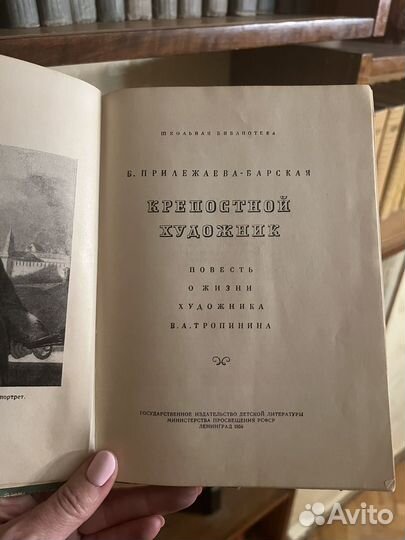 ШКОЛЬНАЯ БИБЛИОТЕКА
Б. ПРИЛЕЖАЕВА-БАРСКАЯ
КРЕПОСТНОЙ
ХУДОЖНИК
ПОВЕСТЬ
О ЖИЗНИ
ХУДОЖНИКА
В. А. ТРОПИНИНА
ГОСУДАРСТВЕННОЕ ИЗДАТЕЛЬСТВО ДЕТСКОЙ ЛИТЕРАТУРЫ
МИНИСТЕРСТВА ПРОСВЕЩЕНИЯ РСФСР
ЛЕНИНГРАД 1954
портрет.
Avito